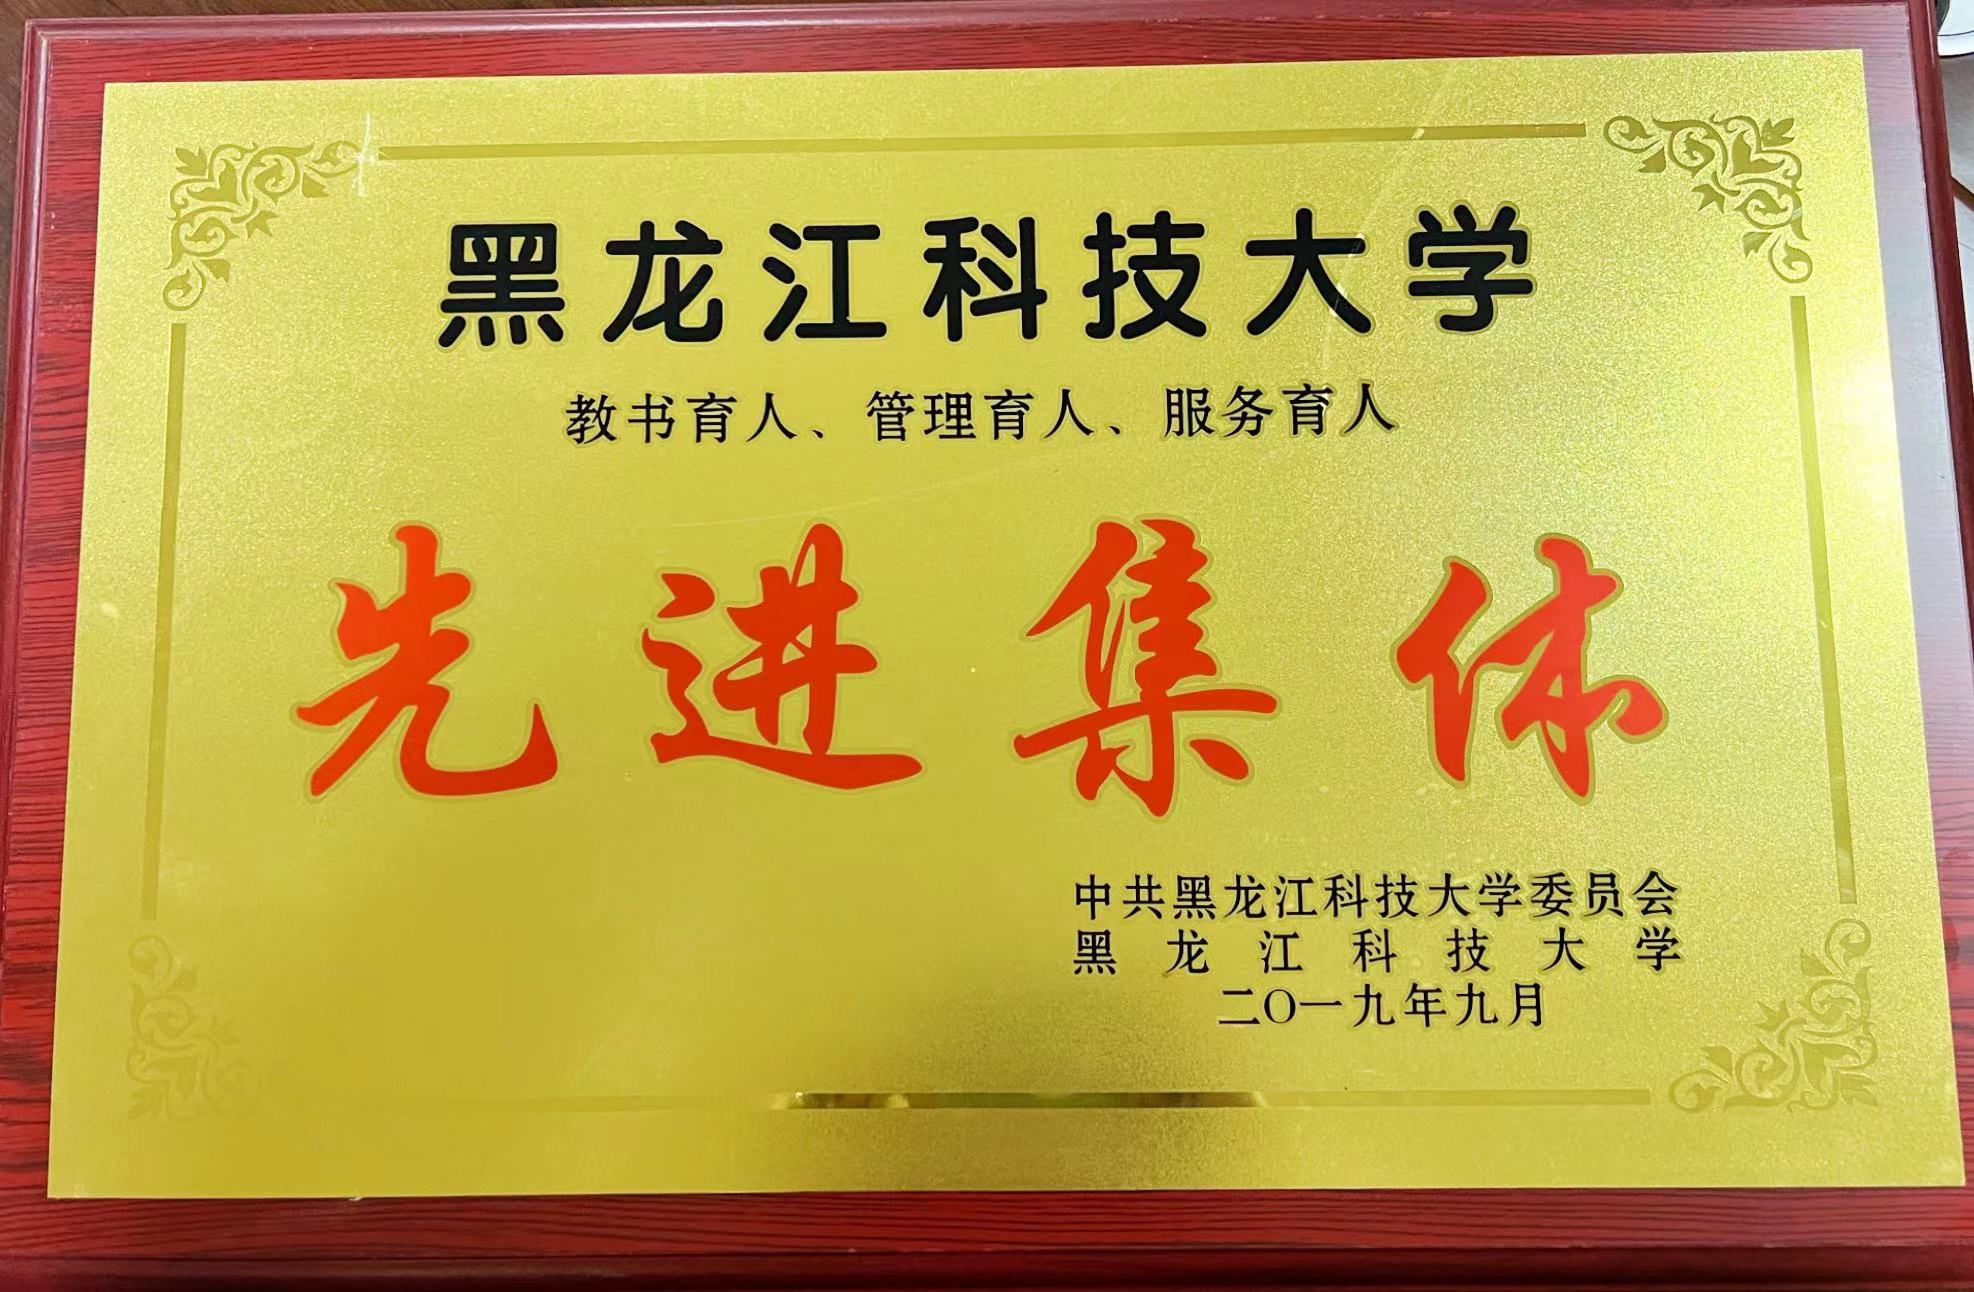 黑龙江科技大学
教书育人、管理育人、服务育人
先进集体
中共黑龙江科技大学委员会
黑龙江科技大学
二〇一九年九月